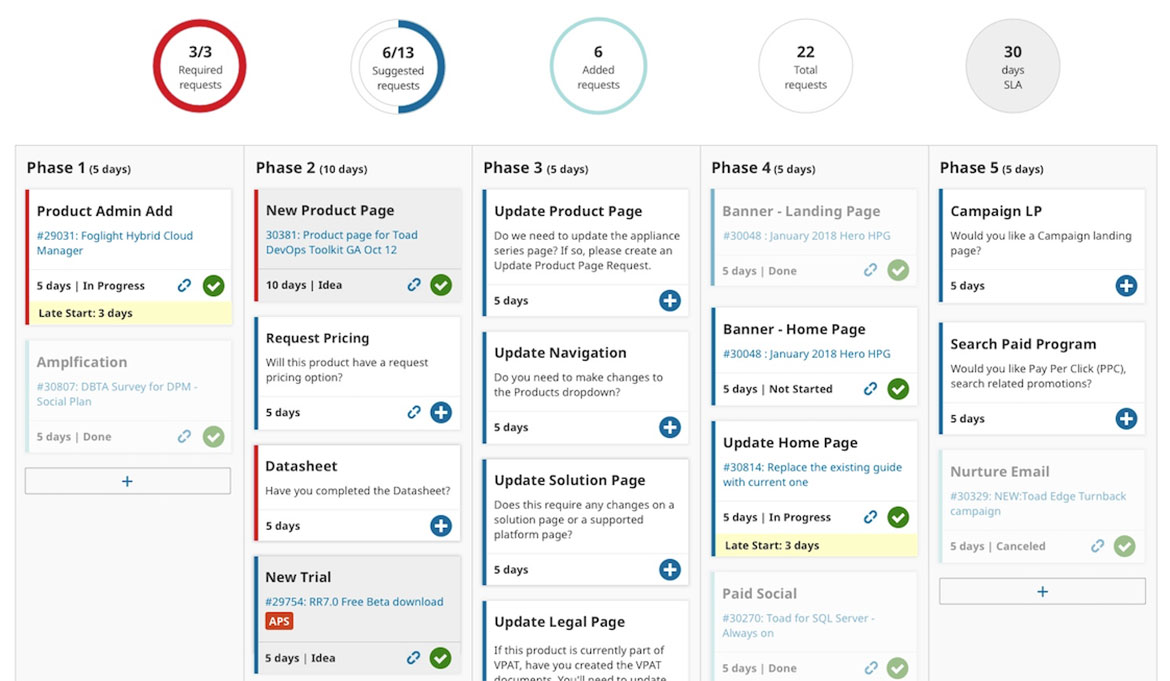 3/3
Required
requests
6/13
Suggested
requests
6
Added
requests
22
Total
requests
30
days
SLA
Phase 1 (5 days)
Product Admin Add
#29031: Foglight Hybrid Cloud
Manager
5 days | In Progress
Late Start: 3 days
Amplfication
#30807: DBTA Survey for DPM -
Social Plan
5 days | Done
+
Phase 2 (10 days)
New Product Page
30381: Product page for Toad
DevOps Toolkit GA Oct 12
10 days | Idea
Request Pricing
Will this product have a request
pricing option?
5 days
Datasheet
Have you completed the Datasheet?
5 days
New Trial
#29754: RR7.0 Free Beta download
APS
5 days | Idea
Phase 3 (5 days)
Update Product Page
Do we need to update the appliance
series page? If so, please create an
Update Product Page Request.
5 days
Update Navigation
Do you need to make changes to
the Products dropdown?
5 days
Update Solution Page
Does this require any changes on a
solution page or a supported
platform page?
5 days
Update Legal Page
If this product is currently part of
VPAT, have you created the VPAT
documents. You'll need to update
Phase 4 (5 days)
Banner - Landing Page
#30048 : January 2018 Hero HPG
5 days | Done
Banner - Home Page
#30048 : January 2018 Hero HPG
5 days | Not Started
Update Home Page
#30814: Replace the existing guide
with current one
5 days | In Progress
Late Start: 3 days
Paid Social
#30270: Toad for SQL Server -
Always on
5 days | Done
Phase 5 (5 days)
Campaign LP
Would you like a Campaign landing
page?
5 days
Search Paid Program
Would you like Pay Per Click (PPC),
search related promotions?
5 days
Nurture Email
#30329: NEW:Toad Edge Turnback
campaign
5 days | Canceled
+